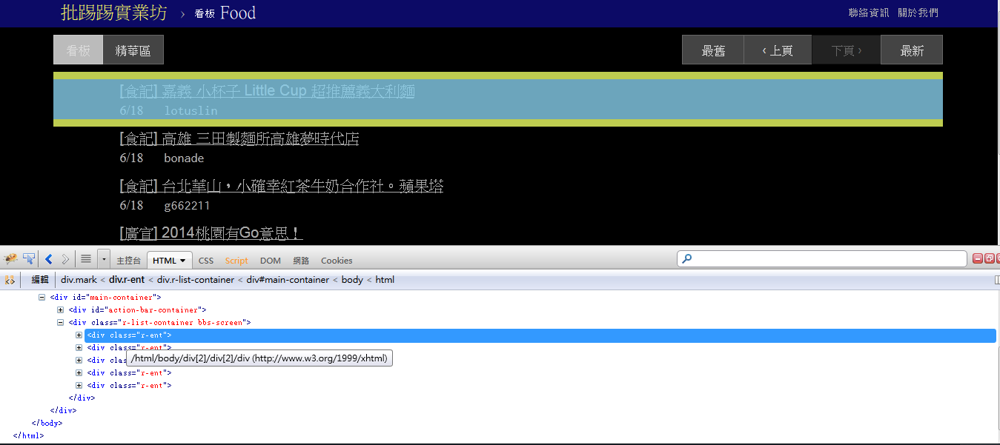 批踢踢實業坊 › 看板 Food 聯絡資訊 關於我們
看板 精華區 最舊 ‹ 上頁 下頁 › 最新
[食記] 嘉義 小杯子 Little Cup 超推薦義大利麵
6/18 lotuslin
[食記] 高雄 三田製麵所高雄夢時代店
6/18 bonade
[食記] 台北華山，小確幸紅茶牛奶合作社。蘋果塔
6/18 g662211
[廣宣] 2014桃園有Go意思！
主控台 HTML CSS Script DOM 網路 Cookies
編輯 div.mark < div.r-ent < div.r-list-container < div#main-container < body < html
<div id="main-container">
<div id="action-bar-container">
<div class="r-list-container bbs-screen">
<div class="r-ent">
<div class="r-ent">
<div clas
/html/body/div[2]/div[2]/div (http://www.w3.org/1999/xhtml)
<div class="r-ent">
<div class="r-ent">
</div>
</div>
</body>
</html>